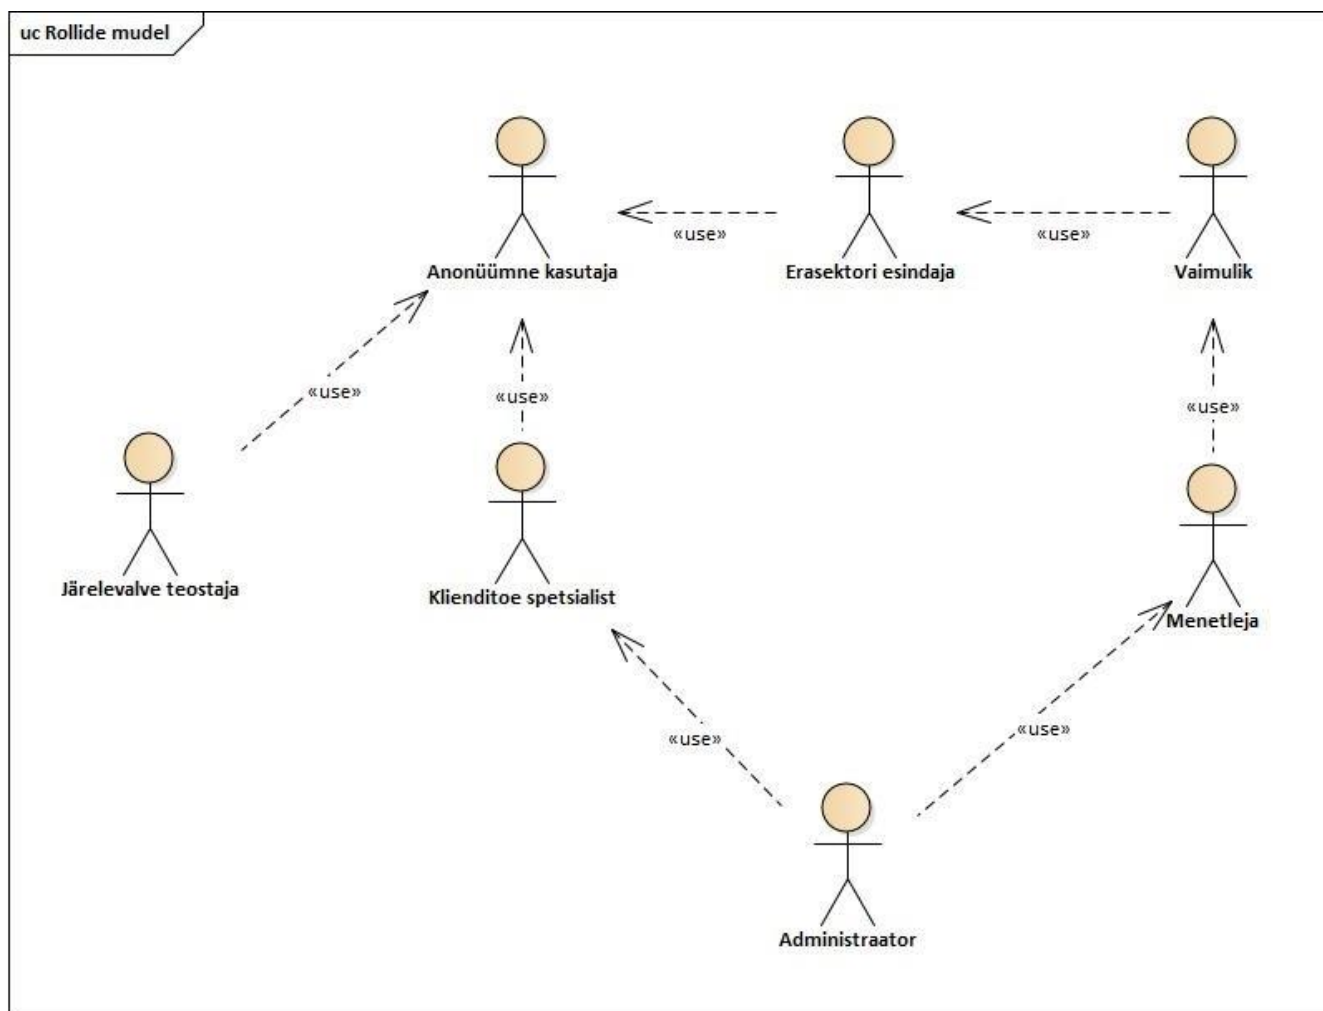 uc Rollide mudel
«use»
«use»
Anonüümne kasutaja
Erasektori esindaja
Vaimulik
«use»
«use»
«use»
Järelevalve teostaja
Klienditoe spetsialist
Menetleja
«use»
«use»
Administraator